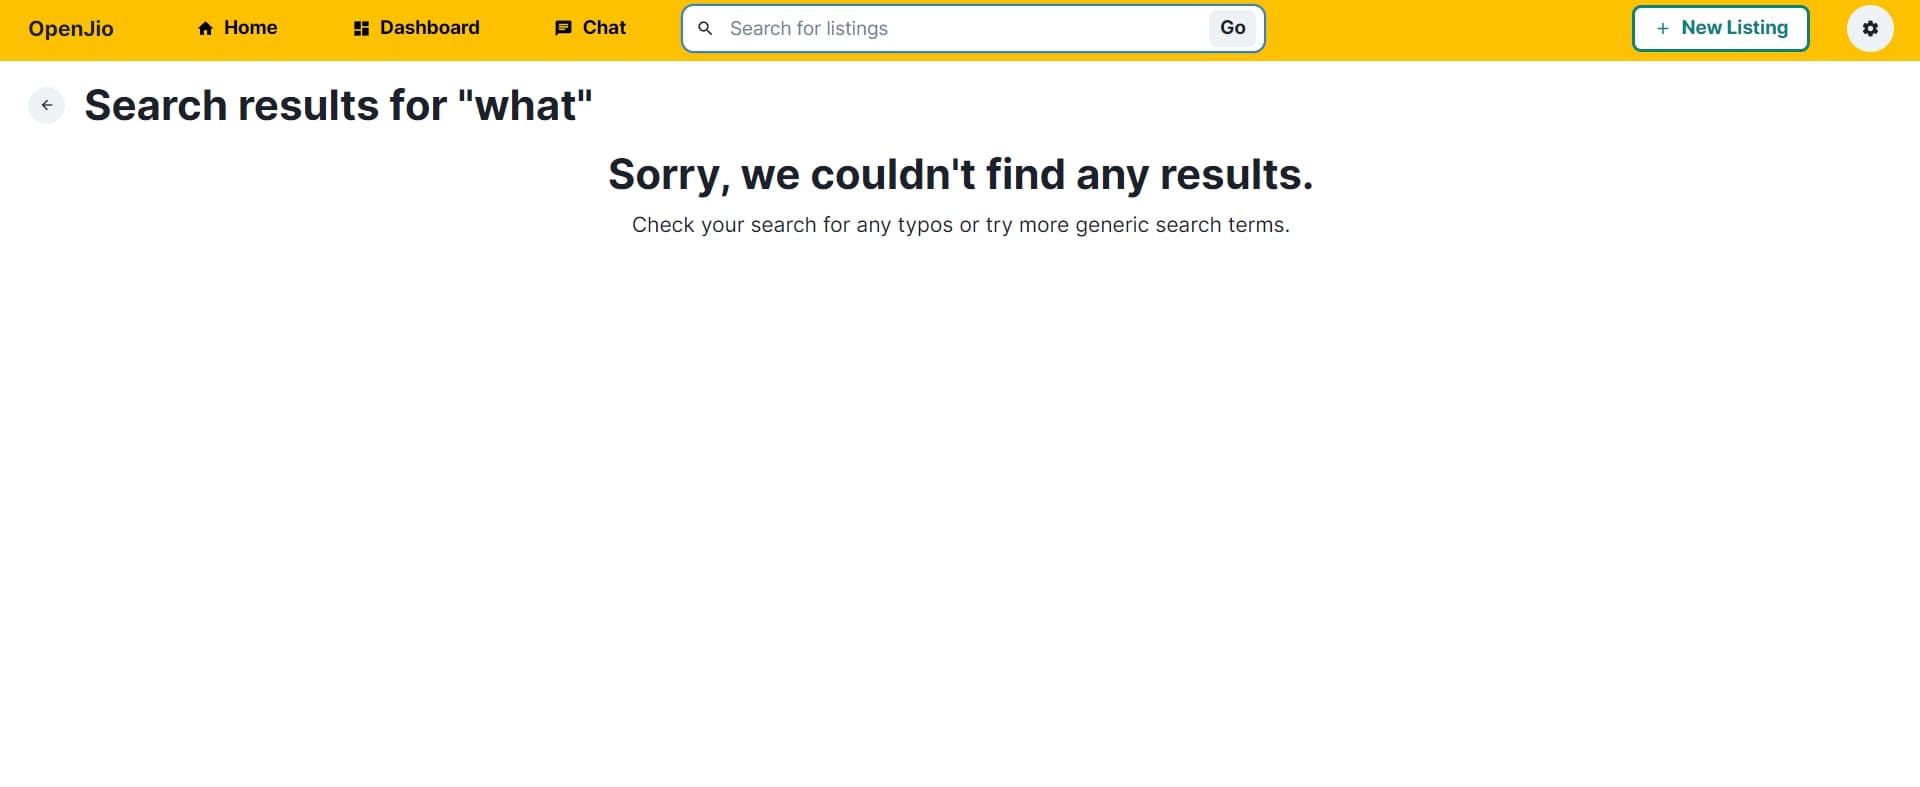 OpenJio Home Dashboard Chat Search for listings Go + New Listing
Search results for "what"
Sorry, we couldn't find any results.
Check your search for any typos or try more generic search terms.